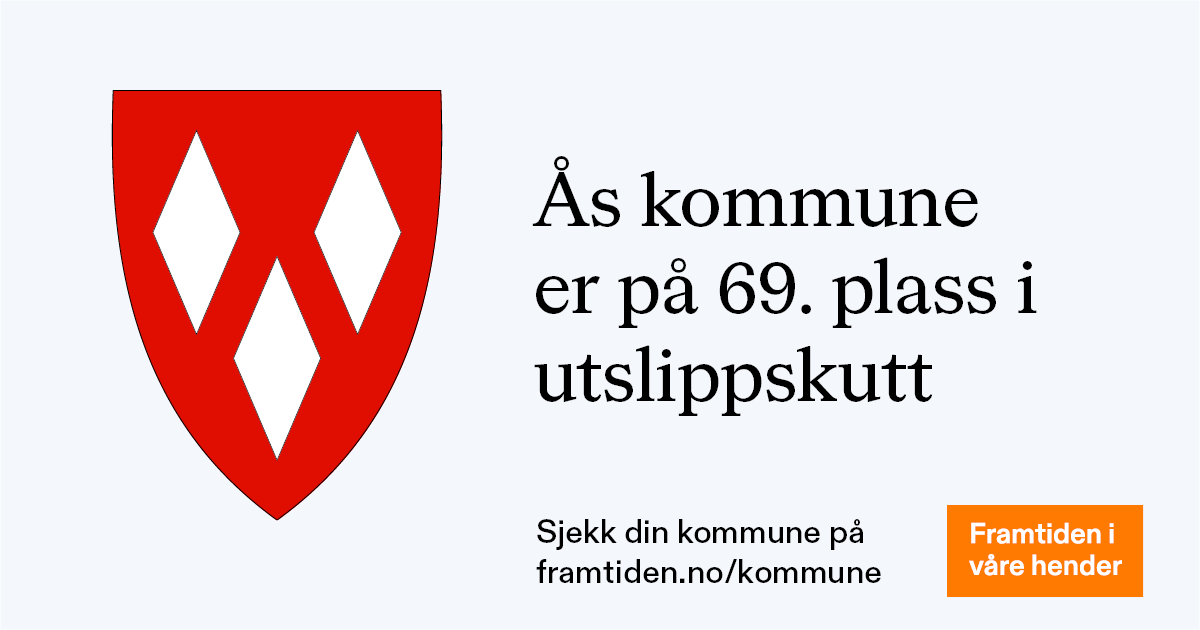 Ås kommune
er på 69. plass i
utslippskutt
Sjekk din kommune på
framtiden.no/kommune
Framtiden i
våre hender